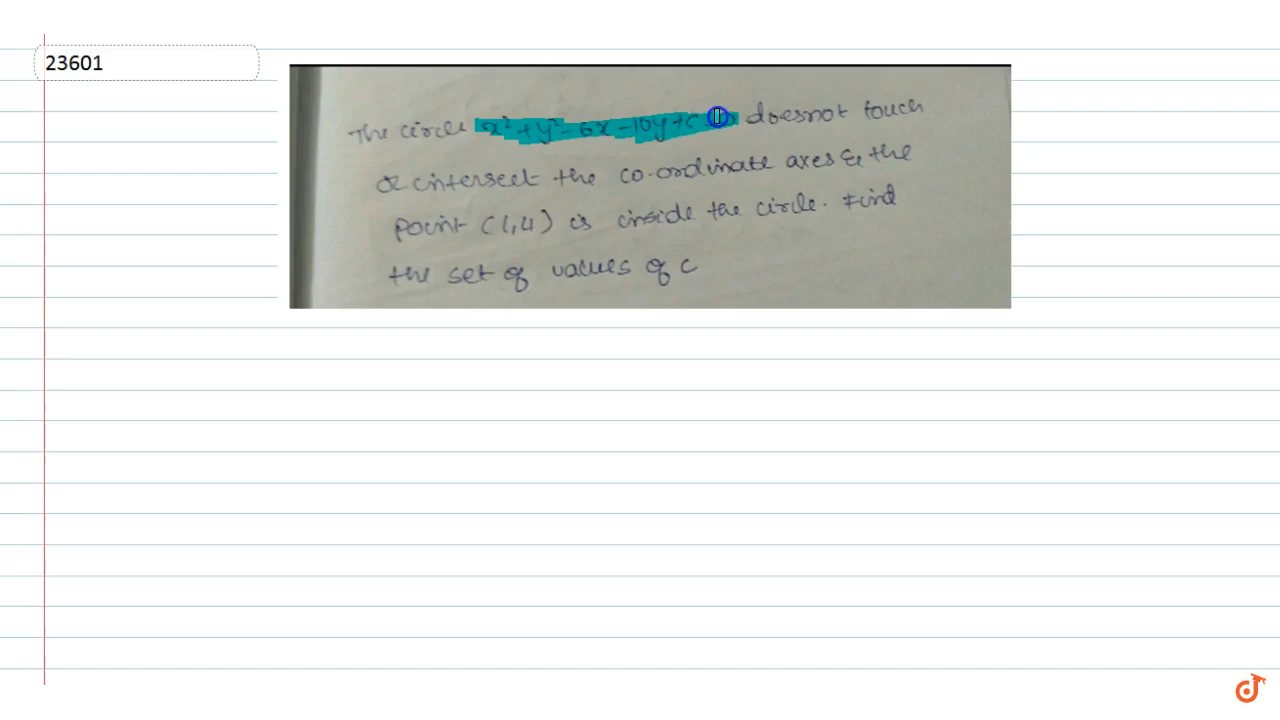 23601
The circle x² + y² - 6x - 10y + c doesnot touch
or intersect the co-ordinate axes & the
point (1,4) is inside the circle. Find
the set of values of c